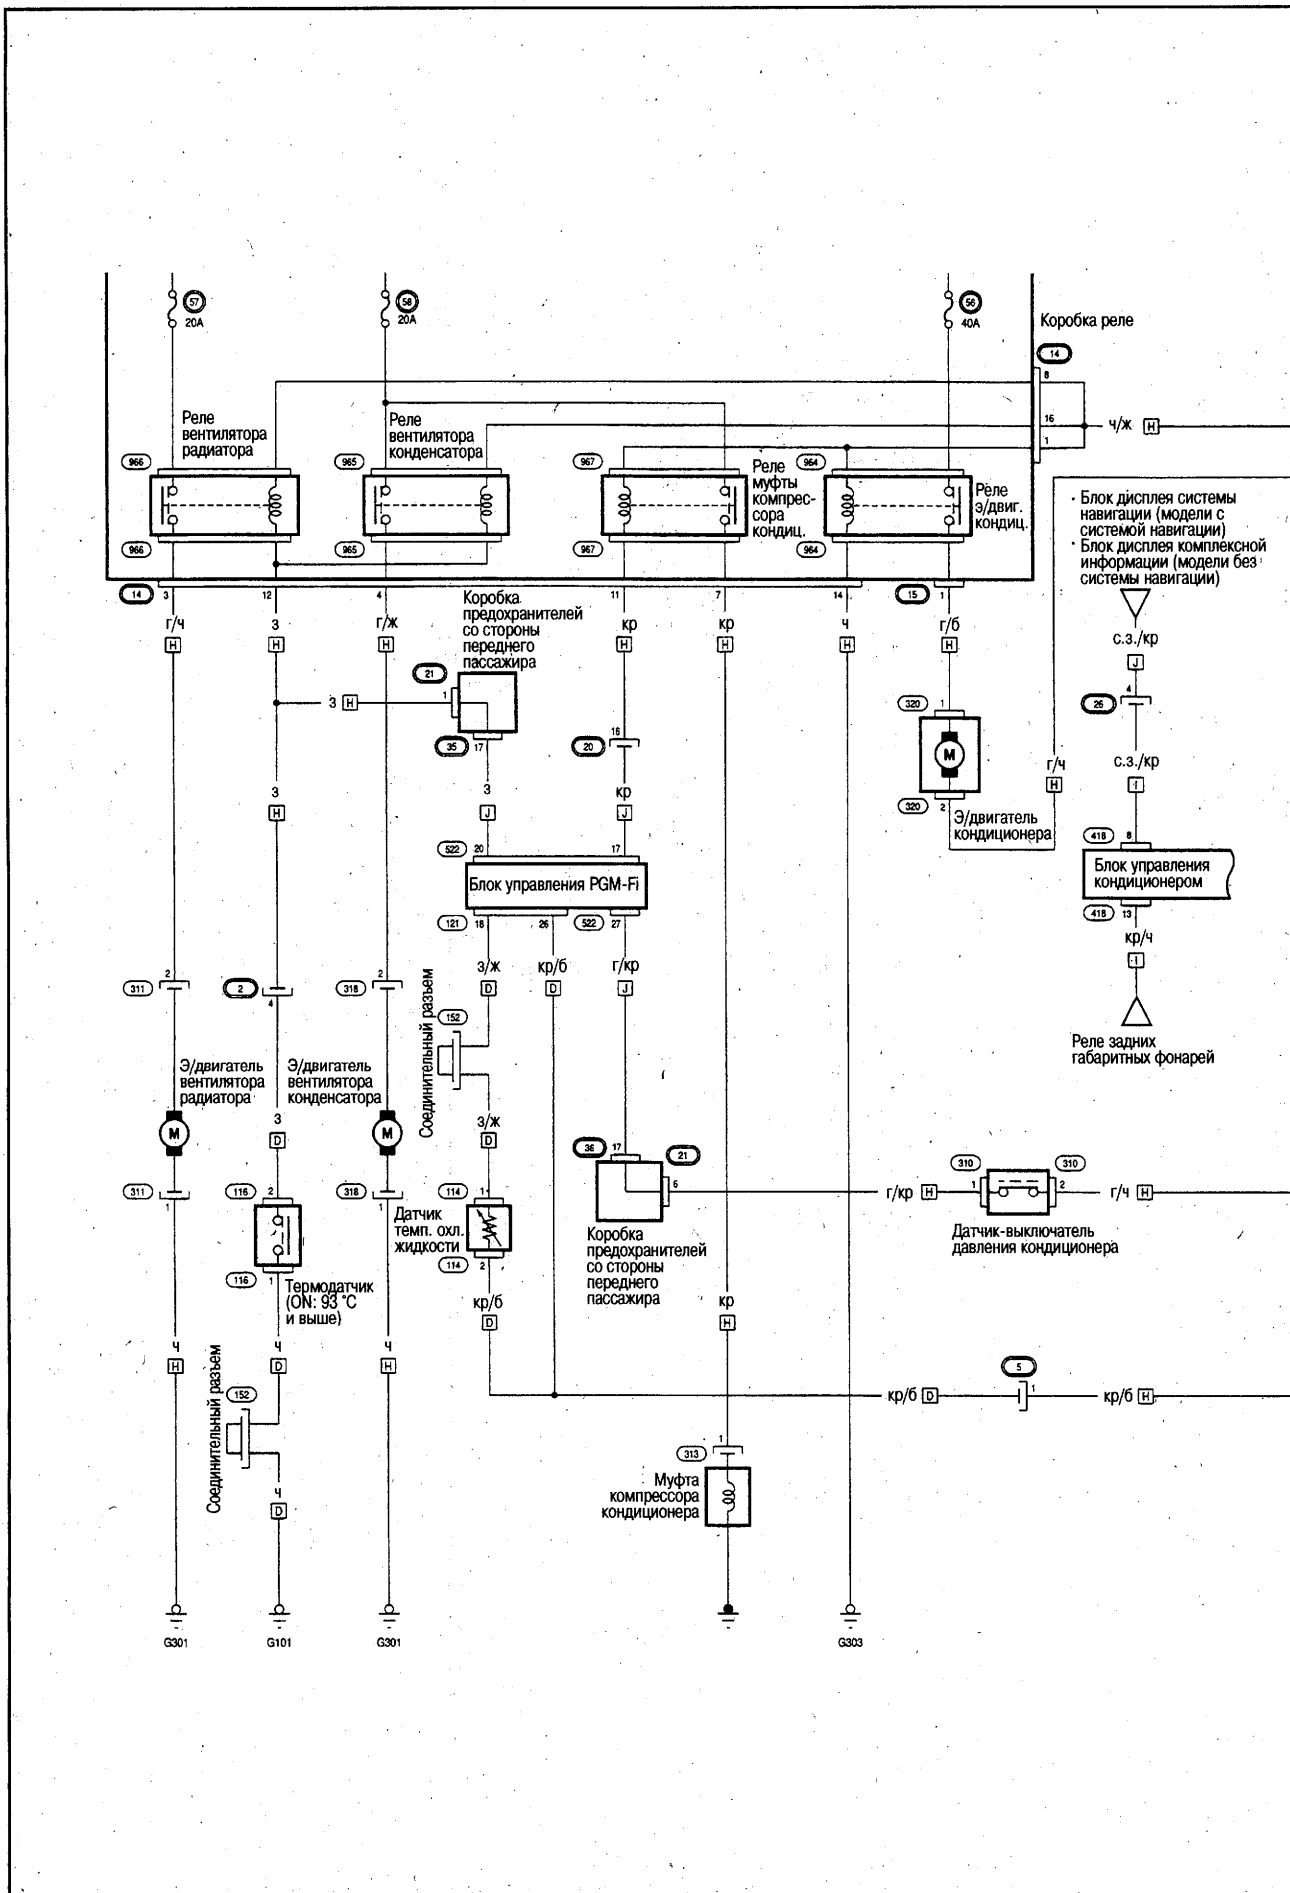 57
20А
58
20А
56
40А
Коробка реле
14
8
16
1
ч/ж
H
Реле
вентилятора
радиатора
Реле
вентилятора
конденсатора
966
965
967
Реле
муфты
компрес-
сора
кондиц.
964
Реле
э/двиг.
кондиц.
966
965
967
964
· Блок дисплея системы
навигации (модели с
системой навигации)
· Блок дисплея комплексной
информации (модели без
системы навигации)
14
3
12
4
11
7
14
15
1
г/ч
H
з
H
г/ж
H
кр
H
кр
H
ч
H
г/б
H
с.з./кр
J
4
26
с.з./кр
I
Коробка
предохранителей
со стороны
переднего
пассажира
21
1
3
H
35
17
20
16
320
1
M
320
2
Э/двигатель
кондиционера
г/ч
H
з
H
з
J
кр
J
522
20
17
Блок управления PGM-Fi
121
18
26
522
27
418
8
Блок управления
кондиционером
418
13
кр/ч
I
Реле задних
габаритных фонарей
з/ж
D
кр/б
D
г/кр
J
311
2
2
4
318
2
Соединительный разъем
152
Э/двигатель
вентилятора
радиатора
Э/двигатель
вентилятора
конденсатора
M
M
з
D
з/ж
D
311
1
116
2
318
1
114
1
Датчик
темп. охл.
жидкости
114
2
116
1
Термодатчик
(ON: 93 °C
и выше)
36
17
21
6
Коробка
предохранителей
со стороны
переднего
пассажира
г/кр
H
310
1
310
2
г/ч
H
Датчик-выключатель
давления кондиционера
кр/б
D
кр
H
ч
H
ч
D
ч
H
Соединительный разъем
152
ч
D
кр/б
D
5
1
кр/б
H
313
1
Муфта
компрессора
кондиционера
G301
G101
G301
G303